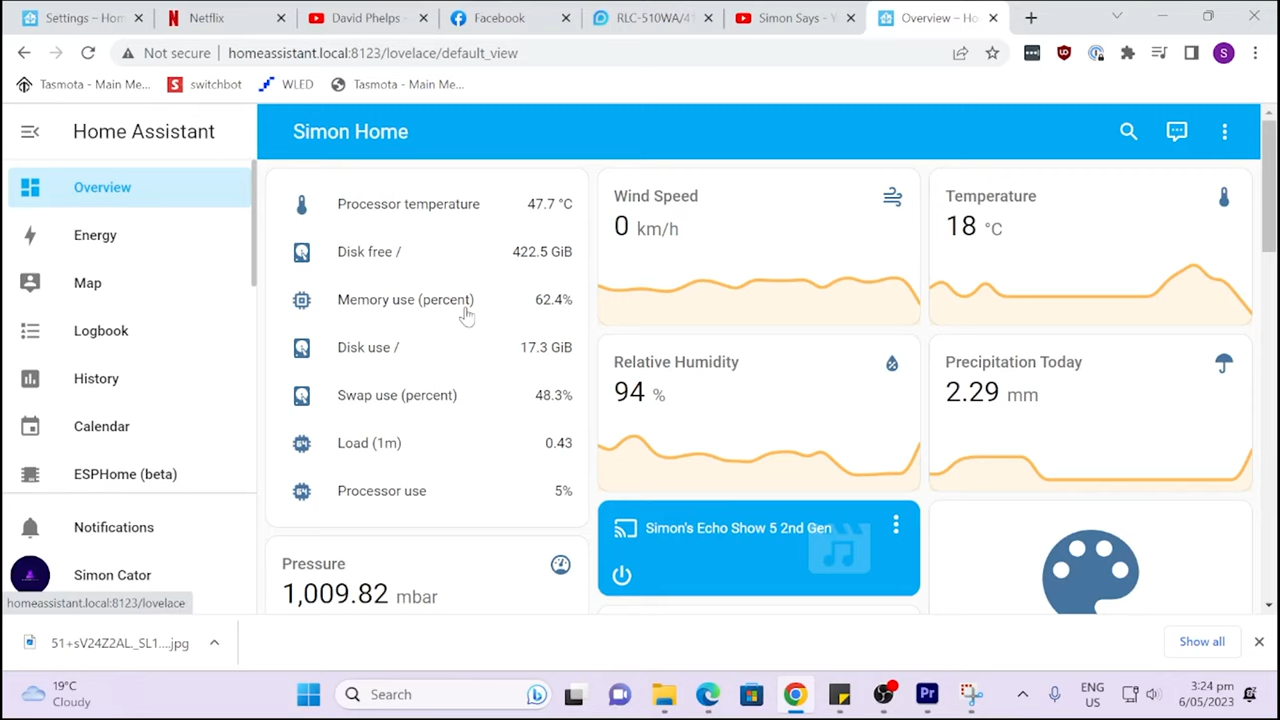 Settings – Hom
Netflix
David Phelps -
Facebook
RLC-510WA/41
Simon Says - Y
Overview – Ho
Not secure
homeassistant.local:8123/lovelace/default_view
S
Tasmota - Main Me...
switchbot
WLED
Tasmota - Main Me...
Home Assistant
Simon Home
Overview
Energy
Map
Logbook
History
Calendar
ESPHome (beta)
Notifications
Simon Cator
homeassistant.local:8123/lovelace
Processor temperature 47.7 °C
Disk free / 422.5 GiB
Memory use (percent) 62.4%
Disk use / 17.3 GiB
Swap use (percent) 48.3%
Load (1m) 0.43
Processor use 5%
Pressure
1,009.82 mbar
Wind Speed
0 km/h
Relative Humidity
94 %
Simon's Echo Show 5 2nd Gen
Temperature
18 °C
Precipitation Today
2.29 mm
51+sV24Z2AL._SL1....jpg
Show all
19°C
Cloudy
Search
Pr
ENG
US
3:24 pm
6/05/2023